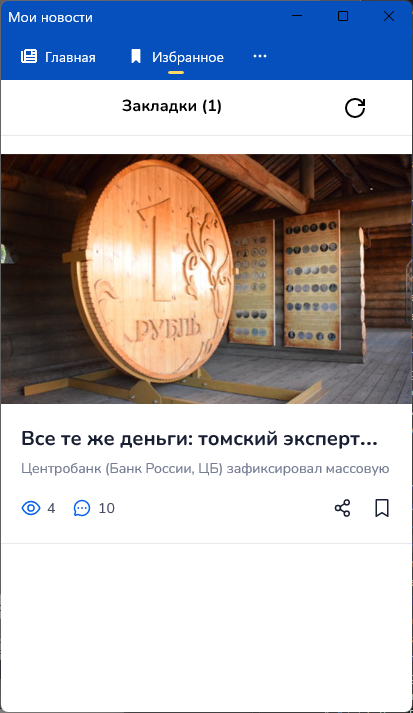 Мои новости
Главная
Избранное
Закладки (1)
1
РУБЛЬ
Все те же деньги: томский эксперт...
Центробанк (Банк России, ЦБ) зафиксировал массовую
4
10